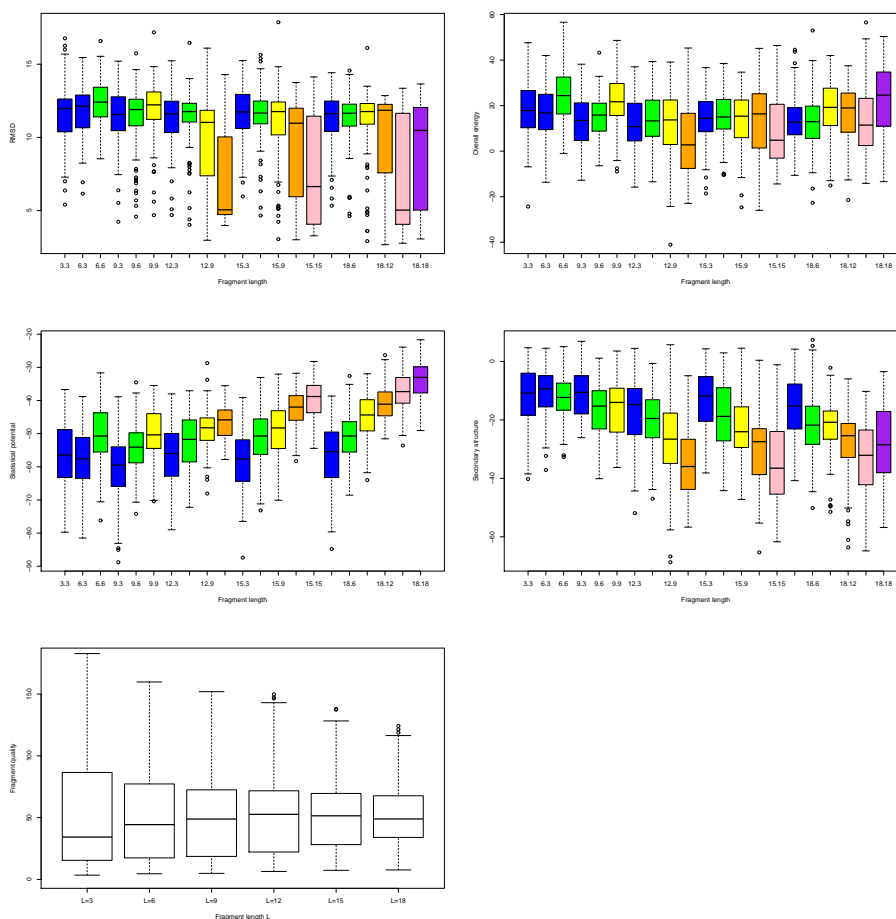 RMSD
15
10
5
3.3 6.3 6.6 9.3 9.6 9.9 12.3 12.9 15.3 15.9 15.15 18.6 18.12 18.18
Fragment length
Overall energy
60
40
20
0
−20
−40
3.3 6.3 6.6 9.3 9.6 9.9 12.3 12.9 15.3 15.9 15.15 18.6 18.12 18.18
Fragment length
Statistical potential
−20
−30
−40
−50
−60
−70
−80
−90
3.3 6.3 6.6 9.3 9.6 9.9 12.3 12.9 15.3 15.9 15.15 18.6 18.12 18.18
Fragment length
Secondary structure
0
−20
−40
−60
3.3 6.3 6.6 9.3 9.6 9.9 12.3 12.9 15.3 15.9 15.15 18.6 18.12 18.18
Fragment length
Fragment quality
150
100
50
0
L=3 L=6 L=9 L=12 L=15 L=18
Fragment length L